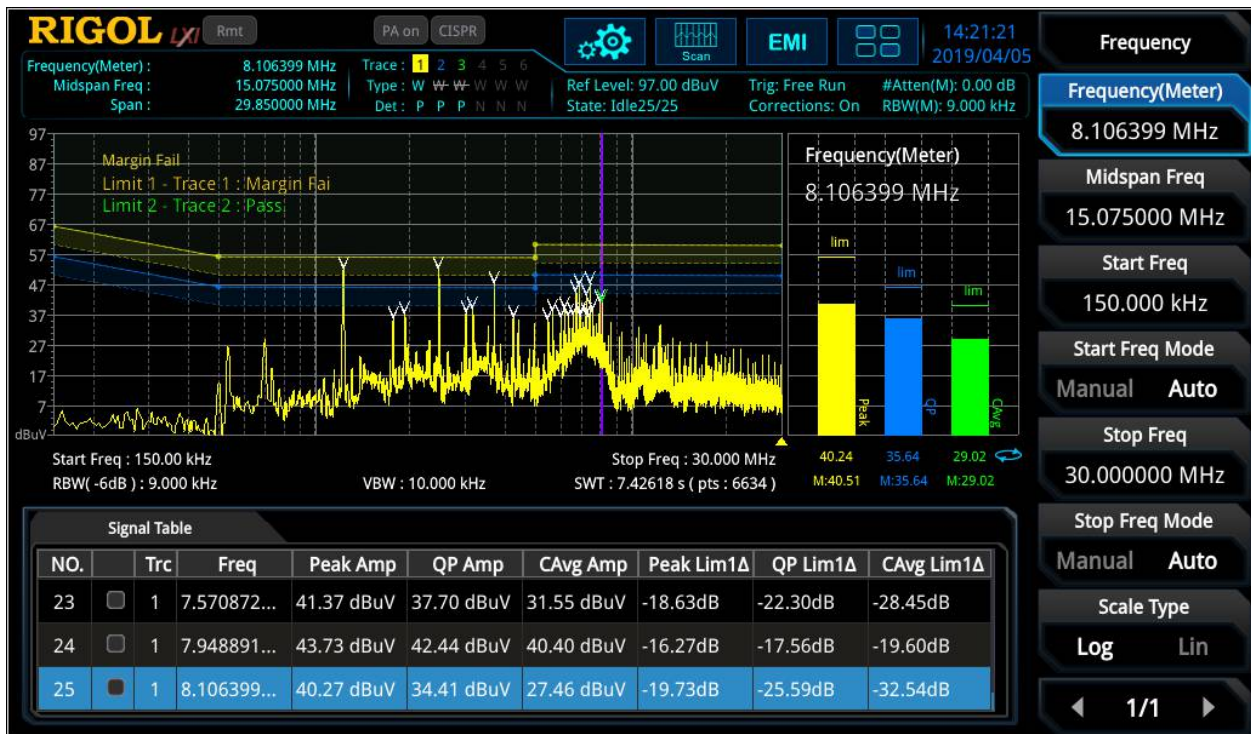 RIGOL LXI Rmt PA on CISPR Scan EMI 14:21:21
2019/04/05
Frequency(Meter) : 8.106399 MHz
Midspan Freq : 15.075000 MHz
Span : 29.850000 MHz
Trace : 1 2 3 4 5 6
Type : W W W W W W
Det : P P P N N N
Ref Level: 97.00 dBuV Trig: Free Run #Atten(M): 0.00 dB
State: Idle25/25 Corrections: On RBW(M): 9.000 kHz
97
87
77
67
57
47
37
27
17
7
dBuV
Margin Fail
Limit 1 - Trace 1 : Margin Fai
Limit 2 - Trace 2 : Pass
Start Freq : 150.00 kHz Stop Freq : 30.000 MHz
RBW( -6dB ) : 9.000 kHz VBW : 10.000 kHz SWT : 7.42618 s ( pts : 6634 )
Frequency(Meter)
8.106399 MHz
lim lim lim
Peak QP CAvg
40.24 35.64 29.02
M:40.51 M:35.64 M:29.02
Signal Table
NO. Trc Freq Peak Amp QP Amp CAvg Amp Peak Lim1Δ QP Lim1Δ CAvg Lim1Δ
23 1 7.570872... 41.37 dBuV 37.70 dBuV 31.55 dBuV -18.63dB -22.30dB -28.45dB
24 1 7.948891... 43.73 dBuV 42.44 dBuV 40.40 dBuV -16.27dB -17.56dB -19.60dB
25 1 8.106399... 40.27 dBuV 34.41 dBuV 27.46 dBuV -19.73dB -25.59dB -32.54dB
Frequency
Frequency(Meter)
8.106399 MHz
Midspan Freq
15.075000 MHz
Start Freq
150.000 kHz
Start Freq Mode
Manual Auto
Stop Freq
30.000000 MHz
Stop Freq Mode
Manual Auto
Scale Type
Log Lin
1/1